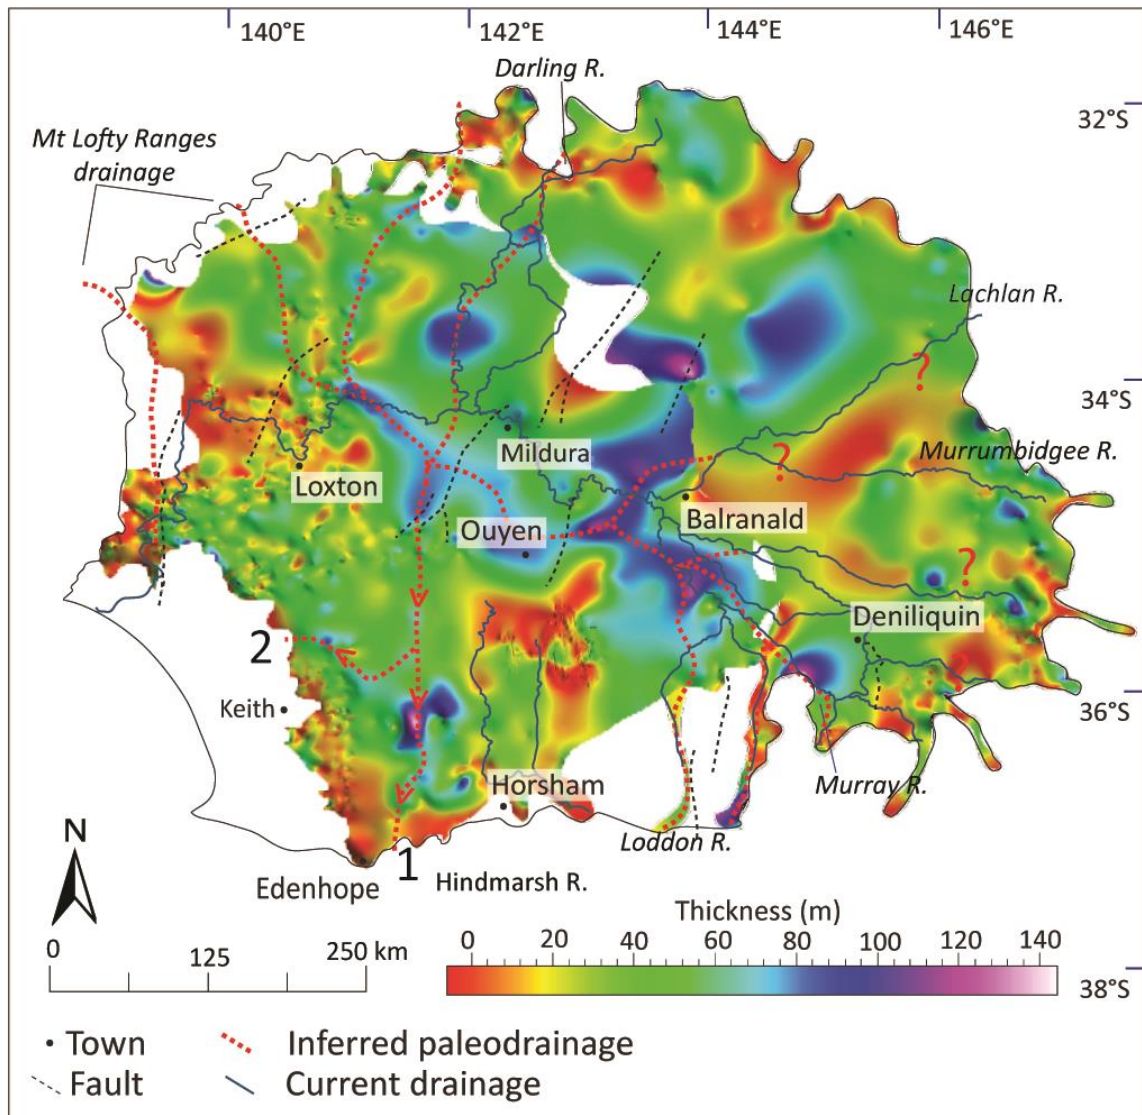 140°E
142°E
144°E
146°E
Darling R.
32°S
Mt Lofty Ranges
drainage
Lachlan R.
?
34°S
Murrumbidgee R.
Mildura
?
Loxton
Balranald
Ouyen
?
Deniliquin
2
?
Keith
36°S
Murray R.
Horsham
N
Loddon R.
1
Edenhope
Hindmarsh R.
Thickness (m)
0 125 250 km
0 20 40 60 80 100 120 140
38°S
Town
Inferred paleodrainage
Fault
Current drainage